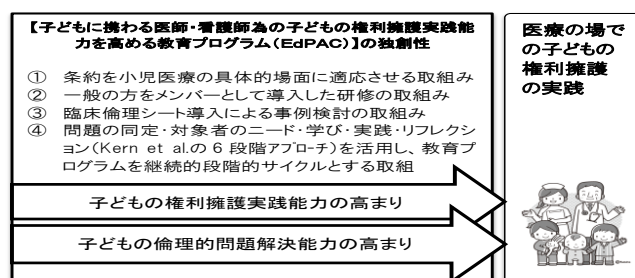 【子どもに携わる医師・看護師為の子どもの権利擁護実践能
力を高める教育プログラム(EdPAC)】の独創性
① 条約を小児医療の具体的場面に適応させる取組み
② 一般の方をメンバーとして導入した研修の取組み
③ 臨床倫理シート導入による事例検討の取組み
④ 問題の同定・対象者のニード・学び・実践・リフレクシ
ョン(Kern et al.の 6 段階アプローチ)を活用し、教育プ
ログラムを継続的段階的サイクルとする取組
子どもの権利擁護実践能力の高まり
子どもの倫理的問題解決能力の高まり
医療の場で
の子どもの
権利擁護
の実践